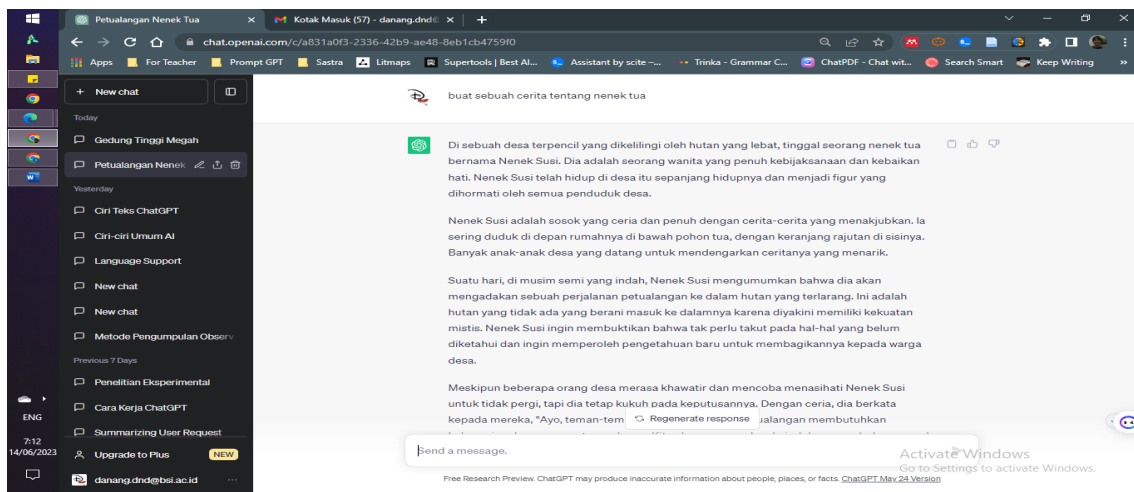 Petualangan Nenek Tua
Kotak Masuk (57) - danang.dnd@
chat.openai.com/c/a831a0f3-2336-42b9-ae48-8eb1cb4759f0
Apps For Teacher Prompt GPT Sastra Litmaps Supertools | Best Al... Assistant by scite –... Trinka - Grammar C... ChatPDF - Chat wit... Search Smart Keep Writing
+ New chat
Today
Gedung Tinggi Megah
Petualangan Nenek
Yesterday
Ciri Teks ChatGPT
Ciri-ciri Umum AI
Language Support
New chat
New chat
Metode Pengumpulan Observ
Previous 7 Days
Penelitian Eksperimental
Cara Kerja ChatGPT
Summarizing User Request
Upgrade to Plus NEW
danang.dnd@bsi.ac.id
ENG
7:12
14/06/2023
buat sebuah cerita tentang nenek tua
Di sebuah desa terpencil yang dikelilingi oleh hutan yang lebat, tinggal seorang nenek tua
bernama Nenek Susi. Dia adalah seorang wanita yang penuh kebijaksanaan dan kebaikan
hati. Nenek Susi telah hidup di desa itu sepanjang hidupnya dan menjadi figur yang
dihormati oleh semua penduduk desa.
Nenek Susi adalah sosok yang ceria dan penuh dengan cerita-cerita yang menakjubkan. Ia
sering duduk di depan rumahnya di bawah pohon tua, dengan keranjang rajutan di sisinya.
Banyak anak-anak desa yang datang untuk mendengarkan ceritanya yang menarik.
Suatu hari, di musim semi yang indah, Nenek Susi mengumumkan bahwa dia akan
mengadakan sebuah perjalanan petualangan ke dalam hutan yang terlarang. Ini adalah
hutan yang tidak ada yang berani masuk ke dalamnya karena diyakini memiliki kekuatan
mistis. Nenek Susi ingin membuktikan bahwa tak perlu takut pada hal-hal yang belum
diketahui dan ingin memperoleh pengetahuan baru untuk membagikannya kepada warga
desa.
Meskipun beberapa orang desa merasa khawatir dan mencoba menasihati Nenek Susi
untuk tidak pergi, tapi dia tetap kukuh pada keputusannya. Dengan ceria, dia berkata
kepada mereka, "Ayo, teman-tem Regenerate response ualangan membutuhkan
Send a message.
Activate Windows
Go to Settings to activate Windows.
Free Research Preview. ChatGPT may produce inaccurate information about people, places, or facts. ChatGPT May 24 Version